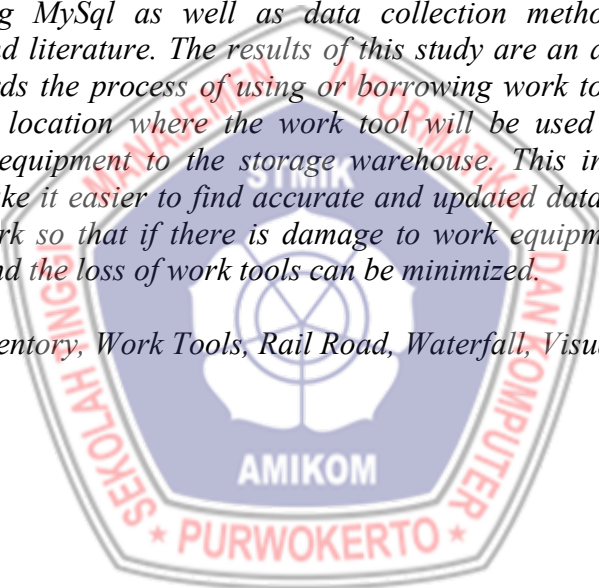 g MySql as well as data collection metho
nd literature. The results of this study are an a
rds the process of using or borrowing work to
location where the work tool will be used
equipment to the storage warehouse. This in
ke it easier to find accurate and updated data
rk so that if there is damage to work equipm
nd the loss of work tools can be minimized.
entory, Work Tools, Rail Road, Waterfall, Visu
SEKOLAH TINGGI MANAJEMEN INFORMATIKA DAN KOMPUTER
STMIK
AMIKOM
* PURWOKERTO *